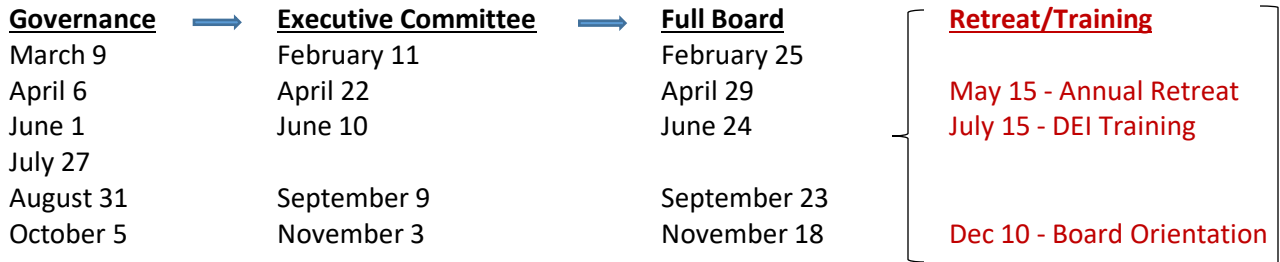 Governance Executive Committee Full Board Retreat/Training
March 9 February 11 February 25
April 6 April 22 April 29 May 15 - Annual Retreat
June 1 June 10 June 24 July 15 - DEI Training
July 27
August 31 September 9 September 23
October 5 November 3 November 18 Dec 10 - Board Orientation